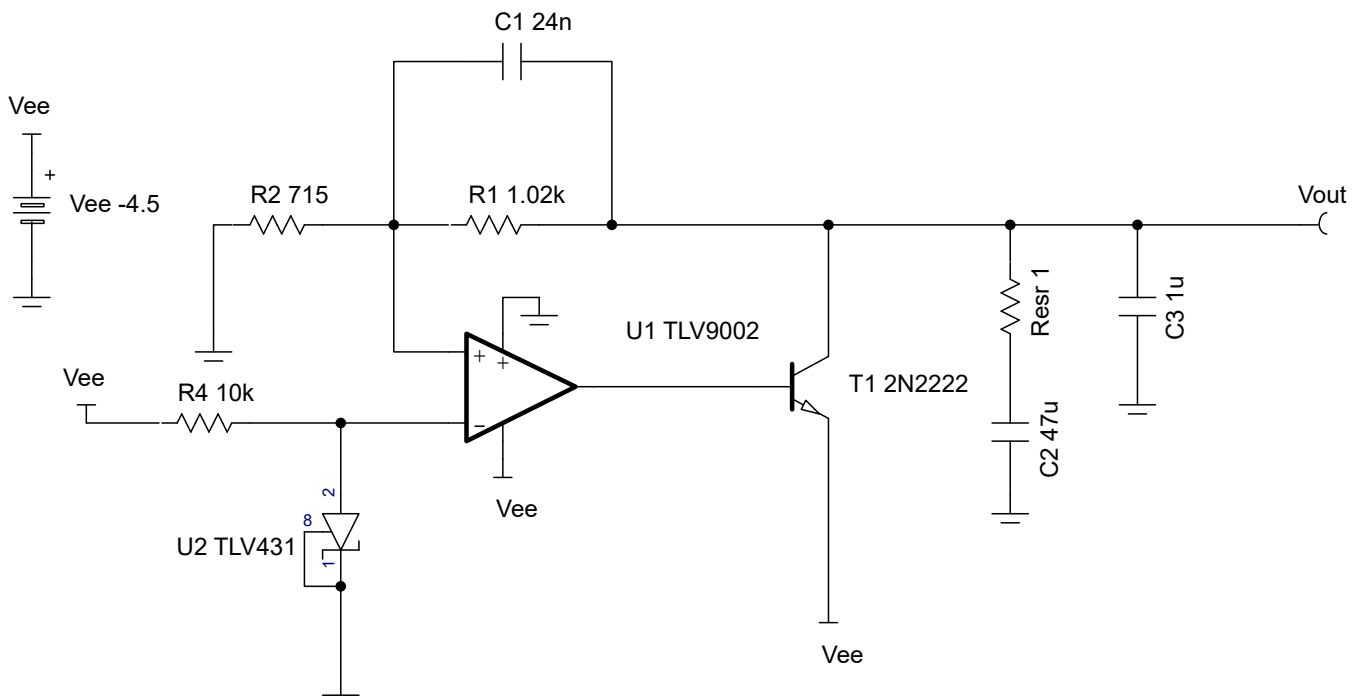 C1 24n
Vee
+
Vee -4.5
R2 715
R1 1.02k
Vout
Resr 1
C3 1u
U1 TLV9002
+
+
Vee
R4 10k
T1 2N2222
−
C2 47u
Vee
2
8
U2 TLV431
1
Vee